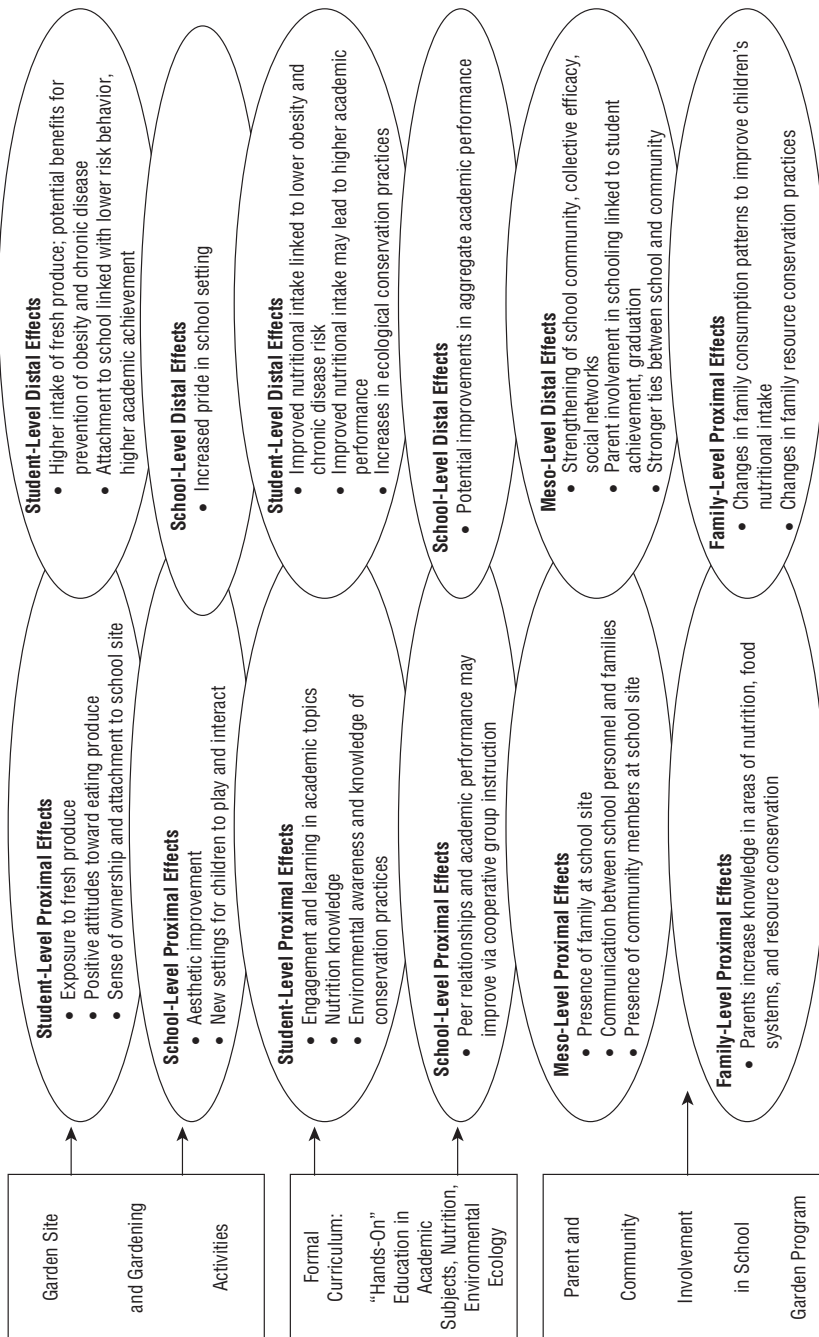 Garden Site
and Gardening
Activities
Student-Level Proximal Effects
• Exposure to fresh produce
• Positive attitudes toward eating produce
• Sense of ownership and attachment to school site
Student-Level Distal Effects
• Higher intake of fresh produce; potential benefits for
prevention of obesity and chronic disease
• Attachment to school linked with lower risk behavior,
higher academic achievement
School-Level Proximal Effects
• Aesthetic improvement
• New settings for children to play and interact
School-Level Distal Effects
• Increased pride in school setting
Formal
Curriculum:
“Hands-On”
Education in
Academic
Subjects, Nutrition,
Environmental
Ecology
Student-Level Proximal Effects
• Engagement and learning in academic topics
• Nutrition knowledge
• Environmental awareness and knowledge of
conservation practices
Student-Level Distal Effects
• Improved nutritional intake linked to lower obesity and
chronic disease risk
• Improved nutritional intake may lead to higher academic
performance
• Increases in ecological conservation practices
School-Level Proximal Effects
• Peer relationships and academic performance may
improve via cooperative group instruction
School-Level Distal Effects
• Potential improvements in aggregate academic performance
Parent and
Community
Involvement
in School
Garden Program
Meso-Level Proximal Effects
• Presence of family at school site
• Communication between school personnel and families
• Presence of community members at school site
Meso-Level Distal Effects
• Strengthening of school community, collective efficacy,
social networks
• Parent involvement in schooling linked to student
achievement, graduation
• Stronger ties between school and community
Family-Level Proximal Effects
• Parents increase knowledge in areas of nutrition, food
systems, and resource conservation
Family-Level Proximal Effects
• Changes in family consumption patterns to improve children’s
nutritional intake
• Changes in family resource conservation practices